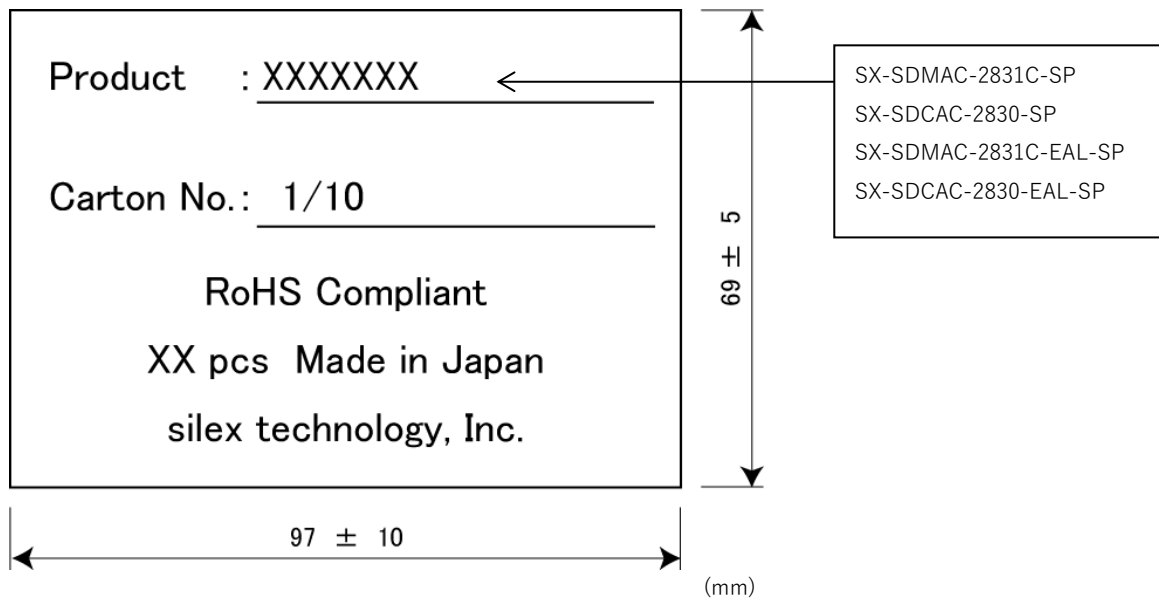 Product : XXXXXXX
Carton No.: 1/10
RoHS Compliant
XX pcs Made in Japan
silex technology, Inc.
SX-SDMAC-2831C-SP
SX-SDCAC-2830-SP
SX-SDMAC-2831C-EAL-SP
SX-SDCAC-2830-EAL-SP
69 ± 5
97 ± 10
(mm)